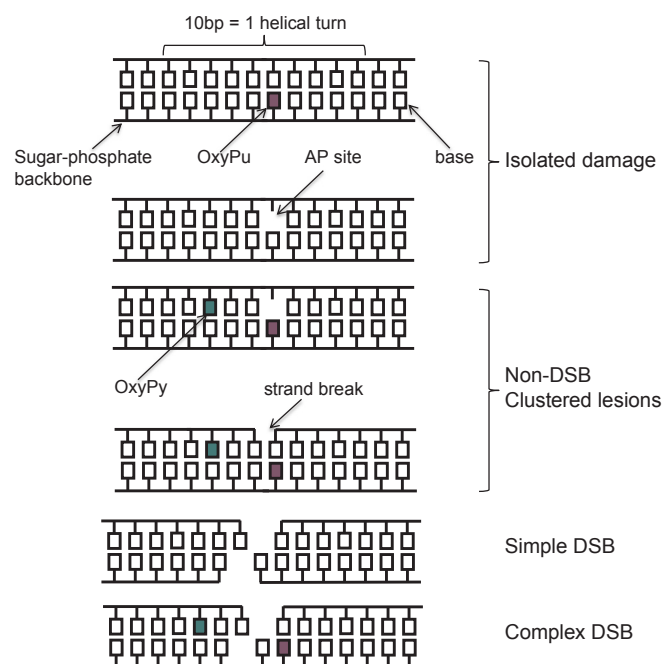 10bp = 1 helical turn
Sugar-phosphate
backbone
OxyPu
AP site
base
Isolated damage
OxyPy
strand break
Non-DSB
Clustered lesions
Simple DSB
Complex DSB